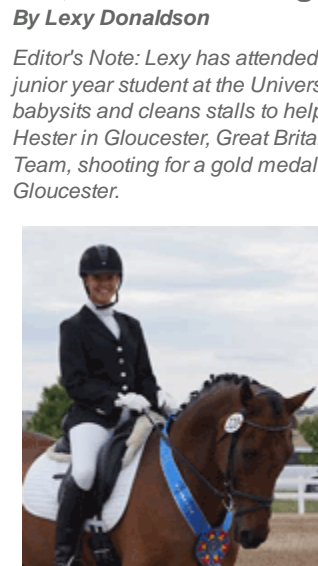 By Lexy Donaldson
Editor's Note: Lexy has attended
junior year student at the Univers
babysits and cleans stalls to help
Hester in Gloucester, Great Britai
Team, shooting for a gold medal
Gloucester.